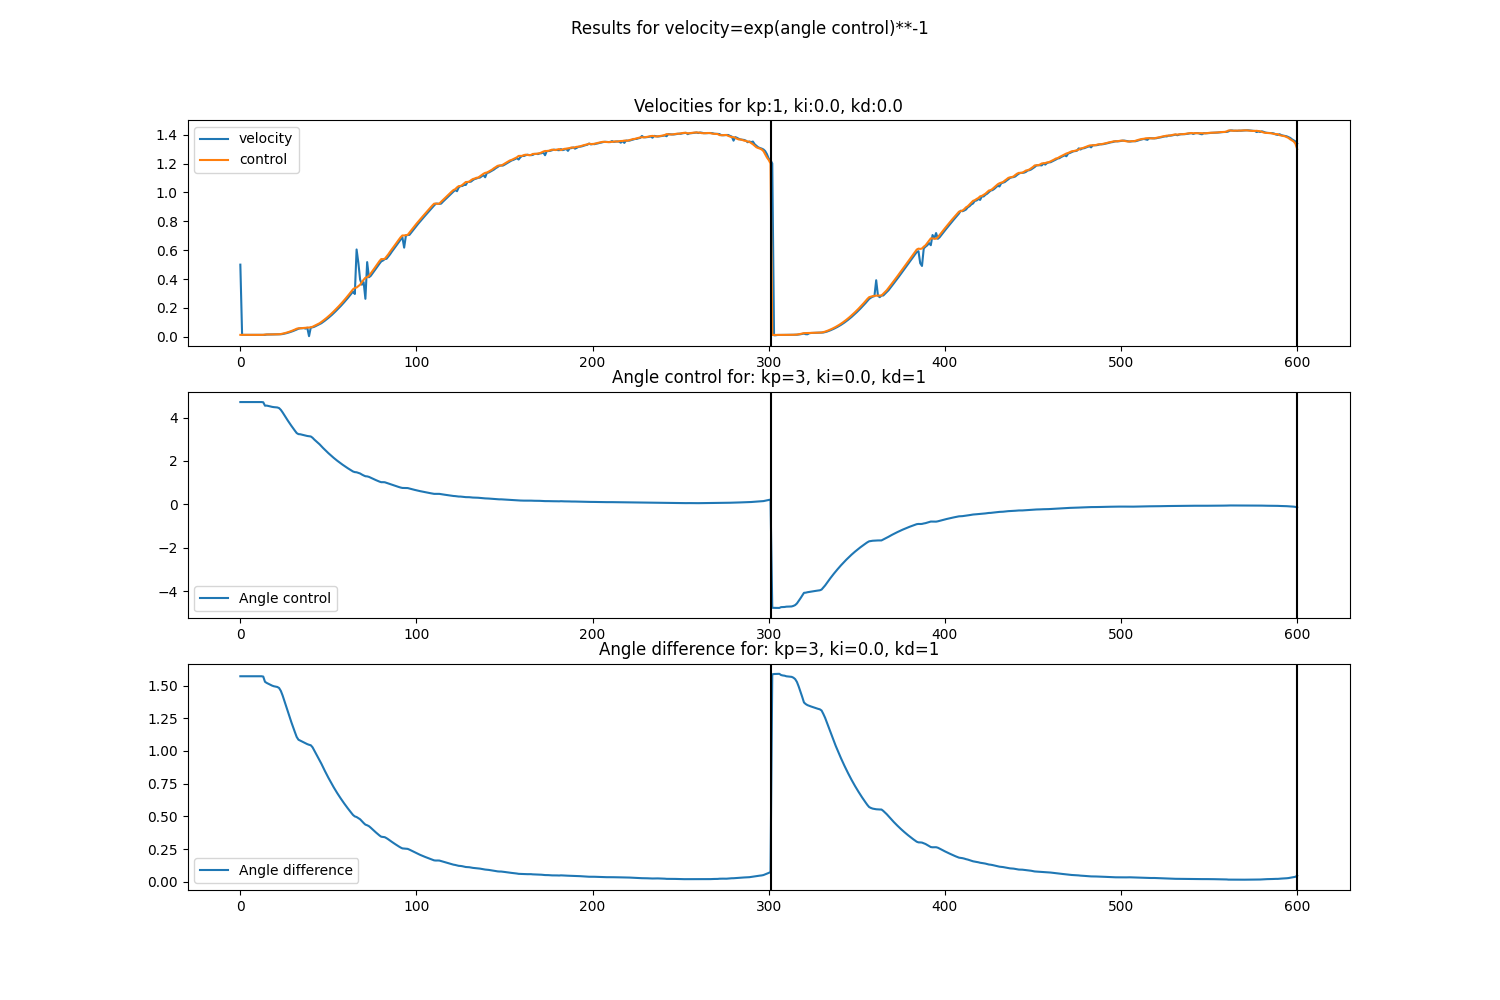 Results for velocity=exp(angle control)**-1
Velocities for kp:1, ki:0.0, kd:0.0
1.4
1.2
1.0
0.8
0.6
0.4
0.2
0.0
velocity
control
0 100 200 300 400 500 600
Angle control for: kp=3, ki=0.0, kd=1
4
2
0
−2
−4
Angle control
0 100 200 300 400 500 600
Angle difference for: kp=3, ki=0.0, kd=1
1.50
1.25
1.00
0.75
0.50
0.25
0.00
Angle difference
0 100 200 300 400 500 600